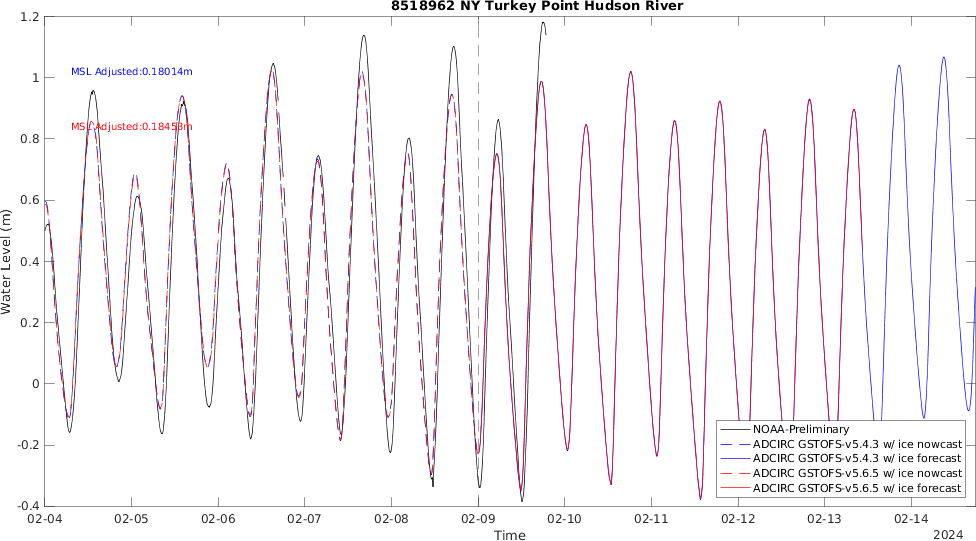 8518962 NY Turkey Point Hudson River
1.2
1
0.8
0.6
0.4
0.2
0
-0.2
-0.4
Water Level (m)
MSL Adjusted:0.18014m
MSL Adjusted:0.18453m
NOAA-Preliminary
ADCIRC GSTOFS-v5.4.3 w/ ice nowcast
ADCIRC GSTOFS-v5.4.3 w/ ice forecast
ADCIRC GSTOFS-v5.6.5 w/ ice nowcast
ADCIRC GSTOFS-v5.6.5 w/ ice forecast
02-04 02-05 02-06 02-07 02-08 02-09 02-10 02-11 02-12 02-13 02-14
Time
2024